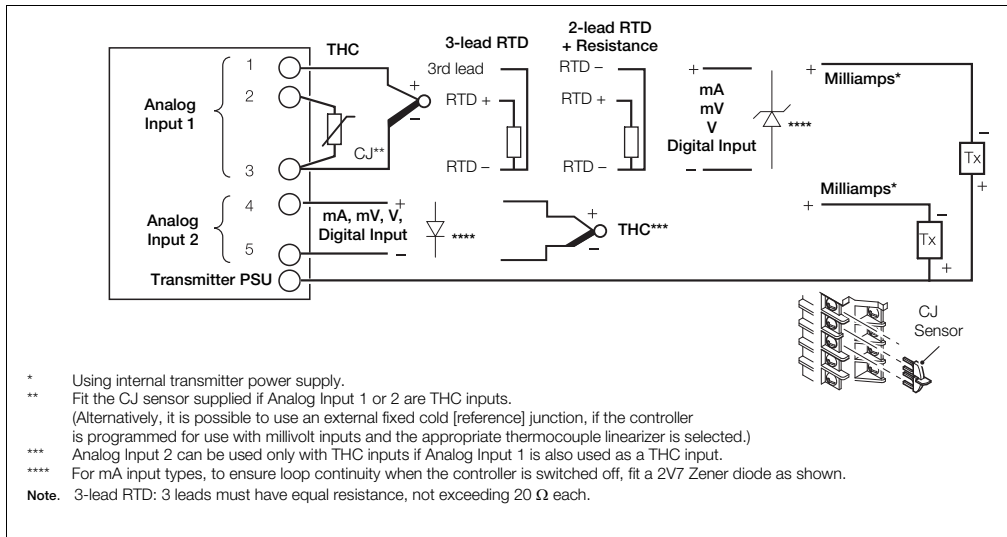 THC
3-lead RTD
2-lead RTD
+ Resistance
Analog
Input 1
1
2
3
+
–
CJ**
3rd lead
RTD +
RTD –
RTD –
RTD +
RTD –
+
mA
mV
V
Digital Input
–
****
+
Milliamps*
–
Tx
+
Analog
Input 2
4
5
+
mA, mV, V,
Digital Input
–
****
+
–
THC***
Milliamps*
+
–
Tx
+
Transmitter PSU
CJ
Sensor
* Using internal transmitter power supply.
** Fit the CJ sensor supplied if Analog Input 1 or 2 are THC inputs.
(Alternatively, it is possible to use an external fixed cold [reference] junction, if the controller
is programmed for use with millivolt inputs and the appropriate thermocouple linearizer is selected.)
*** Analog Input 2 can be used only with THC inputs if Analog Input 1 is also used as a THC input.
**** For mA input types, to ensure loop continuity when the controller is switched off, fit a 2V7 Zener diode as shown.
Note. 3-lead RTD: 3 leads must have equal resistance, not exceeding 20 Ω each.